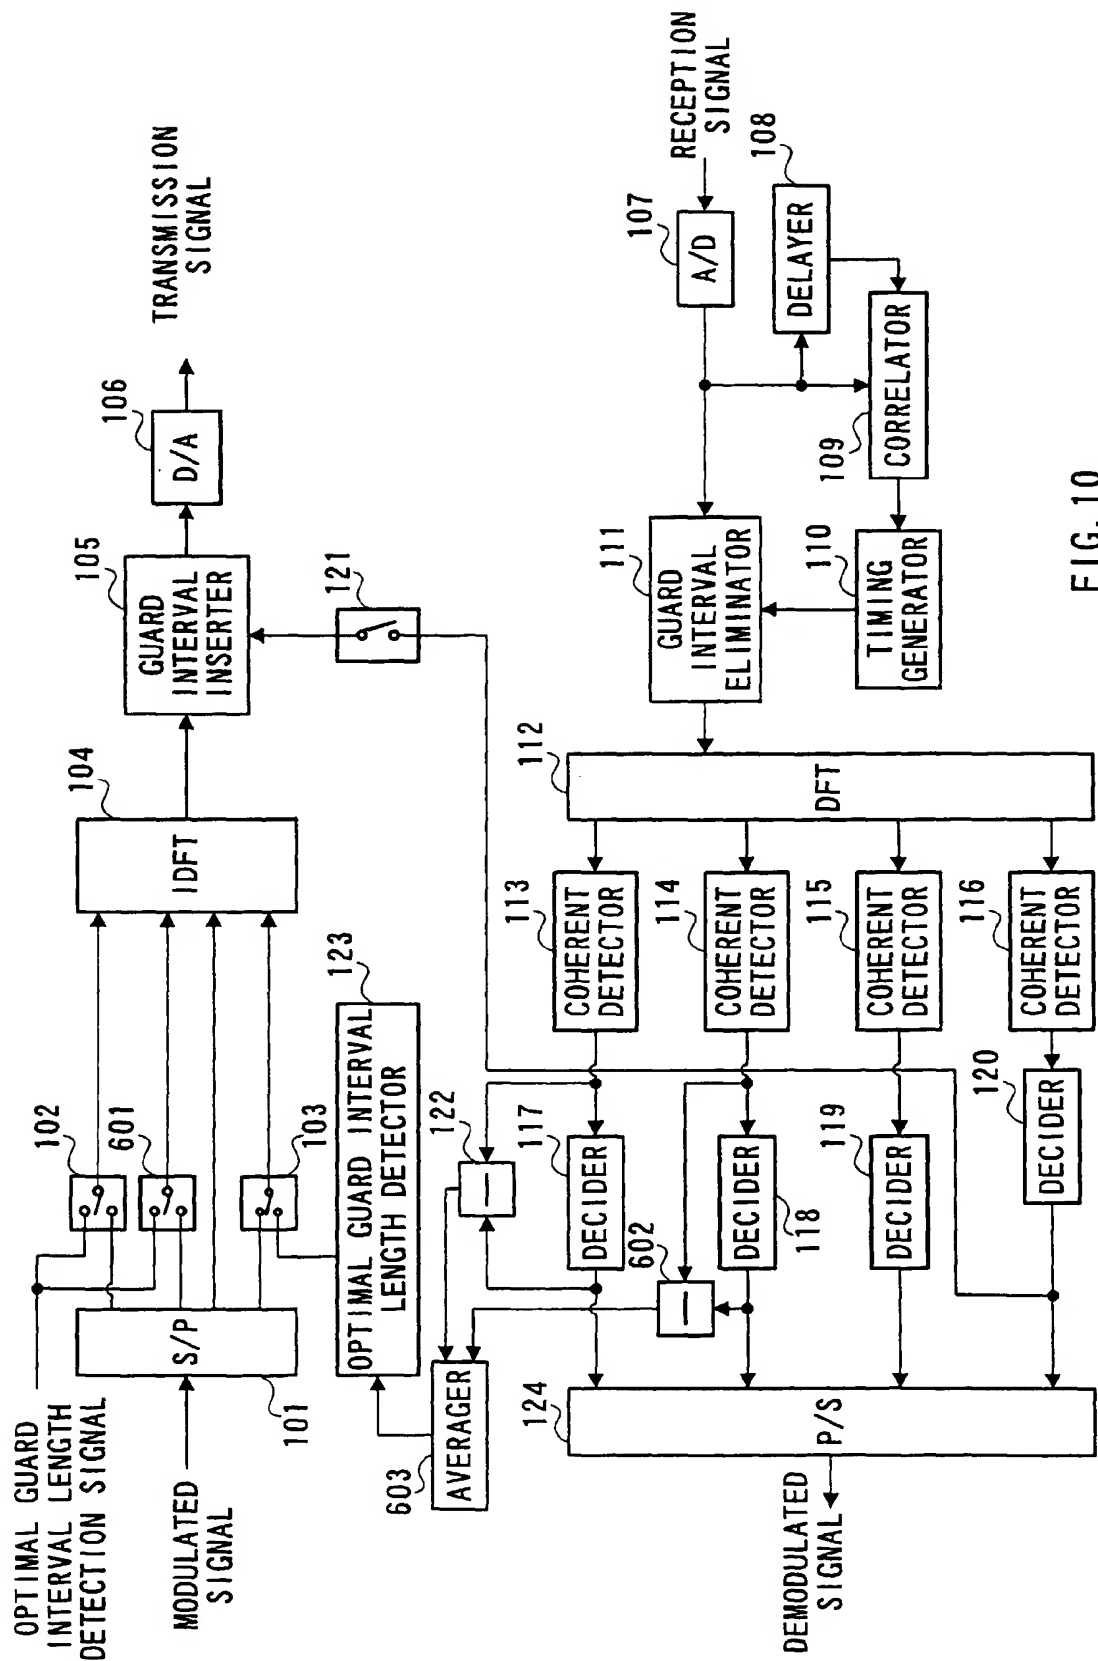 OPTIMAL GUARD
INTERVAL LENGTH
DETECTION SIGNAL
MODULATED
SIGNAL
101
S/P
102
601
103
104
IDFT
105
GUARD
INTERVAL
INSERTER
106
D/A
TRANSMISSION
SIGNAL
121
123
OPTIMAL GUARD INTERVAL
LENGTH DETECTOR
603
AVERAGER
122
602
RECEPTION
SIGNAL
107
A/D
108
DELAYER
109
CORRELATOR
110
TIMING
GENERATOR
111
GUARD
INTERVAL
ELIMINATOR
112
DFT
113
COHERENT
DETECTOR
114
COHERENT
DETECTOR
115
COHERENT
DETECTOR
116
COHERENT
DETECTOR
117
DECIDER
118
DECIDER
119
DECIDER
120
DECIDER
124
P/S
DEMODULATED
SIGNAL
FIG. 10